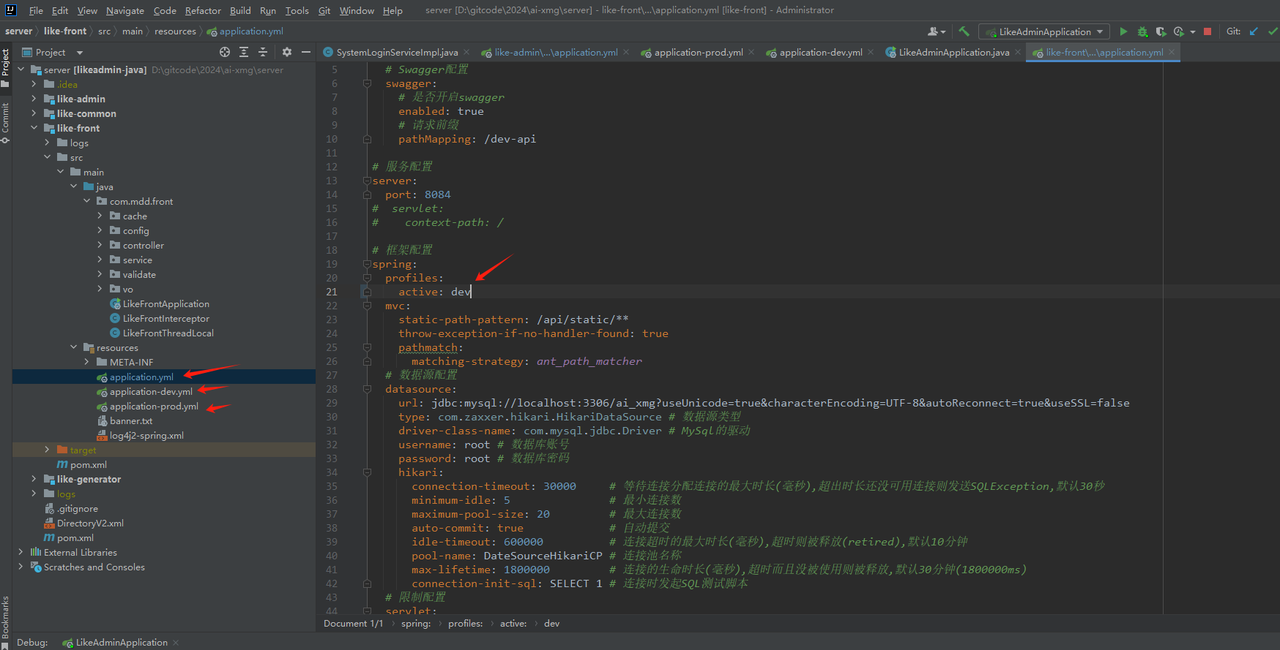 File Edit View Navigate Code Refactor Build Run Tools Git Window Help server [D:\gitcode\2024\ai-xmg\server] - like-front\...\application.yml [like-front] - Administrator
server like-front src main resources application.yml LikeAdminApplication Git:
Project SystemLoginServiceImpl.java like-admin\...\application.yml application-prod.yml application-dev.yml LikeAdminApplication.java like-front\...\application.yml
Project
Commit
Bookmarks
server [likeadmin-java] D:\gitcode\2024\ai-xmg\server
.idea
like-admin
like-common
like-front
logs
src
main
java
com.mdd.front
cache
config
controller
service
validate
vo
LikeFrontApplication
LikeFrontInterceptor
LikeFrontThreadLocal
resources
META-INF
application.yml
application-dev.yml
application-prod.yml
banner.txt
log4j2-spring.xml
target
pom.xml
like-generator
logs
.gitignore
DirectoryV2.xml
pom.xml
External Libraries
Scratches and Consoles
5 # Swagger配置
6 swagger:
7 # 是否开启swagger
8 enabled: true
9 # 请求前缀
10 pathMapping: /dev-api
11
12 # 服务配置
13 server:
14 port: 8084
15 # servlet:
16 # context-path: /
17
18 # 框架配置
19 spring:
20 profiles:
21 active: dev
22 mvc:
23 static-path-pattern: /api/static/**
24 throw-exception-if-no-handler-found: true
25 pathmatch:
26 matching-strategy: ant_path_matcher
27 # 数据源配置
28 datasource:
29 url: jdbc:mysql://localhost:3306/ai_xmg?useUnicode=true&characterEncoding=UTF-8&autoReconnect=true&useSSL=false
30 type: com.zaxxer.hikari.HikariDataSource # 数据源类型
31 driver-class-name: com.mysql.jdbc.Driver # MySql的驱动
32 username: root # 数据库账号
33 password: root # 数据库密码
34 hikari:
35 connection-timeout: 30000 # 等待连接分配连接的最大时长(毫秒),超出时长还没可用连接则发送SQLException,默认30秒
36 minimum-idle: 5 # 最小连接数
37 maximum-pool-size: 20 # 最大连接数
38 auto-commit: true # 自动提交
39 idle-timeout: 600000 # 连接超时的最大时长(毫秒),超时则被释放(retired),默认10分钟
40 pool-name: DateSourceHikariCP # 连接池名称
41 max-lifetime: 1800000 # 连接的生命时长(毫秒),超时而且没被使用则被释放,默认30分钟(1800000ms)
42 connection-init-sql: SELECT 1 # 连接时发起SQL测试脚本
43 # 限制配置
44 servlet:
Document 1/1 spring: profiles: active: dev
Debug: LikeAdminApplication